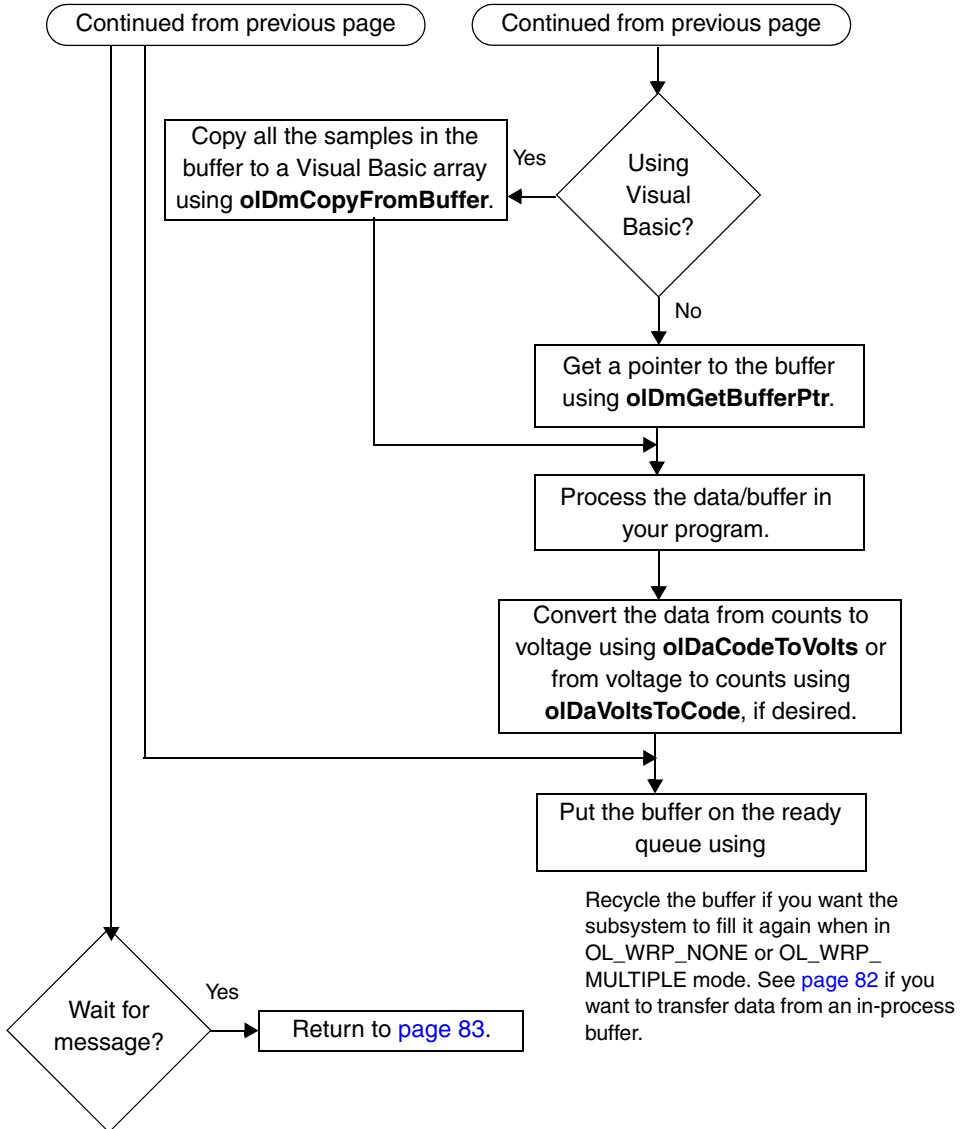 Continued from previous page
Continued from previous page
Copy all the samples in the
buffer to a Visual Basic array
using olDmCopyFromBuffer.
Yes
Using
Visual
Basic?
No
Get a pointer to the buffer
using olDmGetBufferPtr.
Process the data/buffer in
your program.
Convert the data from counts to
voltage using olDaCodeToVolts or
from voltage to counts using
olDaVoltsToCode, if desired.
Put the buffer on the ready
queue using
Recycle the buffer if you want the
subsystem to fill it again when in
OL_WRP_NONE or OL_WRP_
MULTIPLE mode. See page 82 if you
want to transfer data from an in-process
buffer.
Wait for
message?
Yes
Return to page 83.